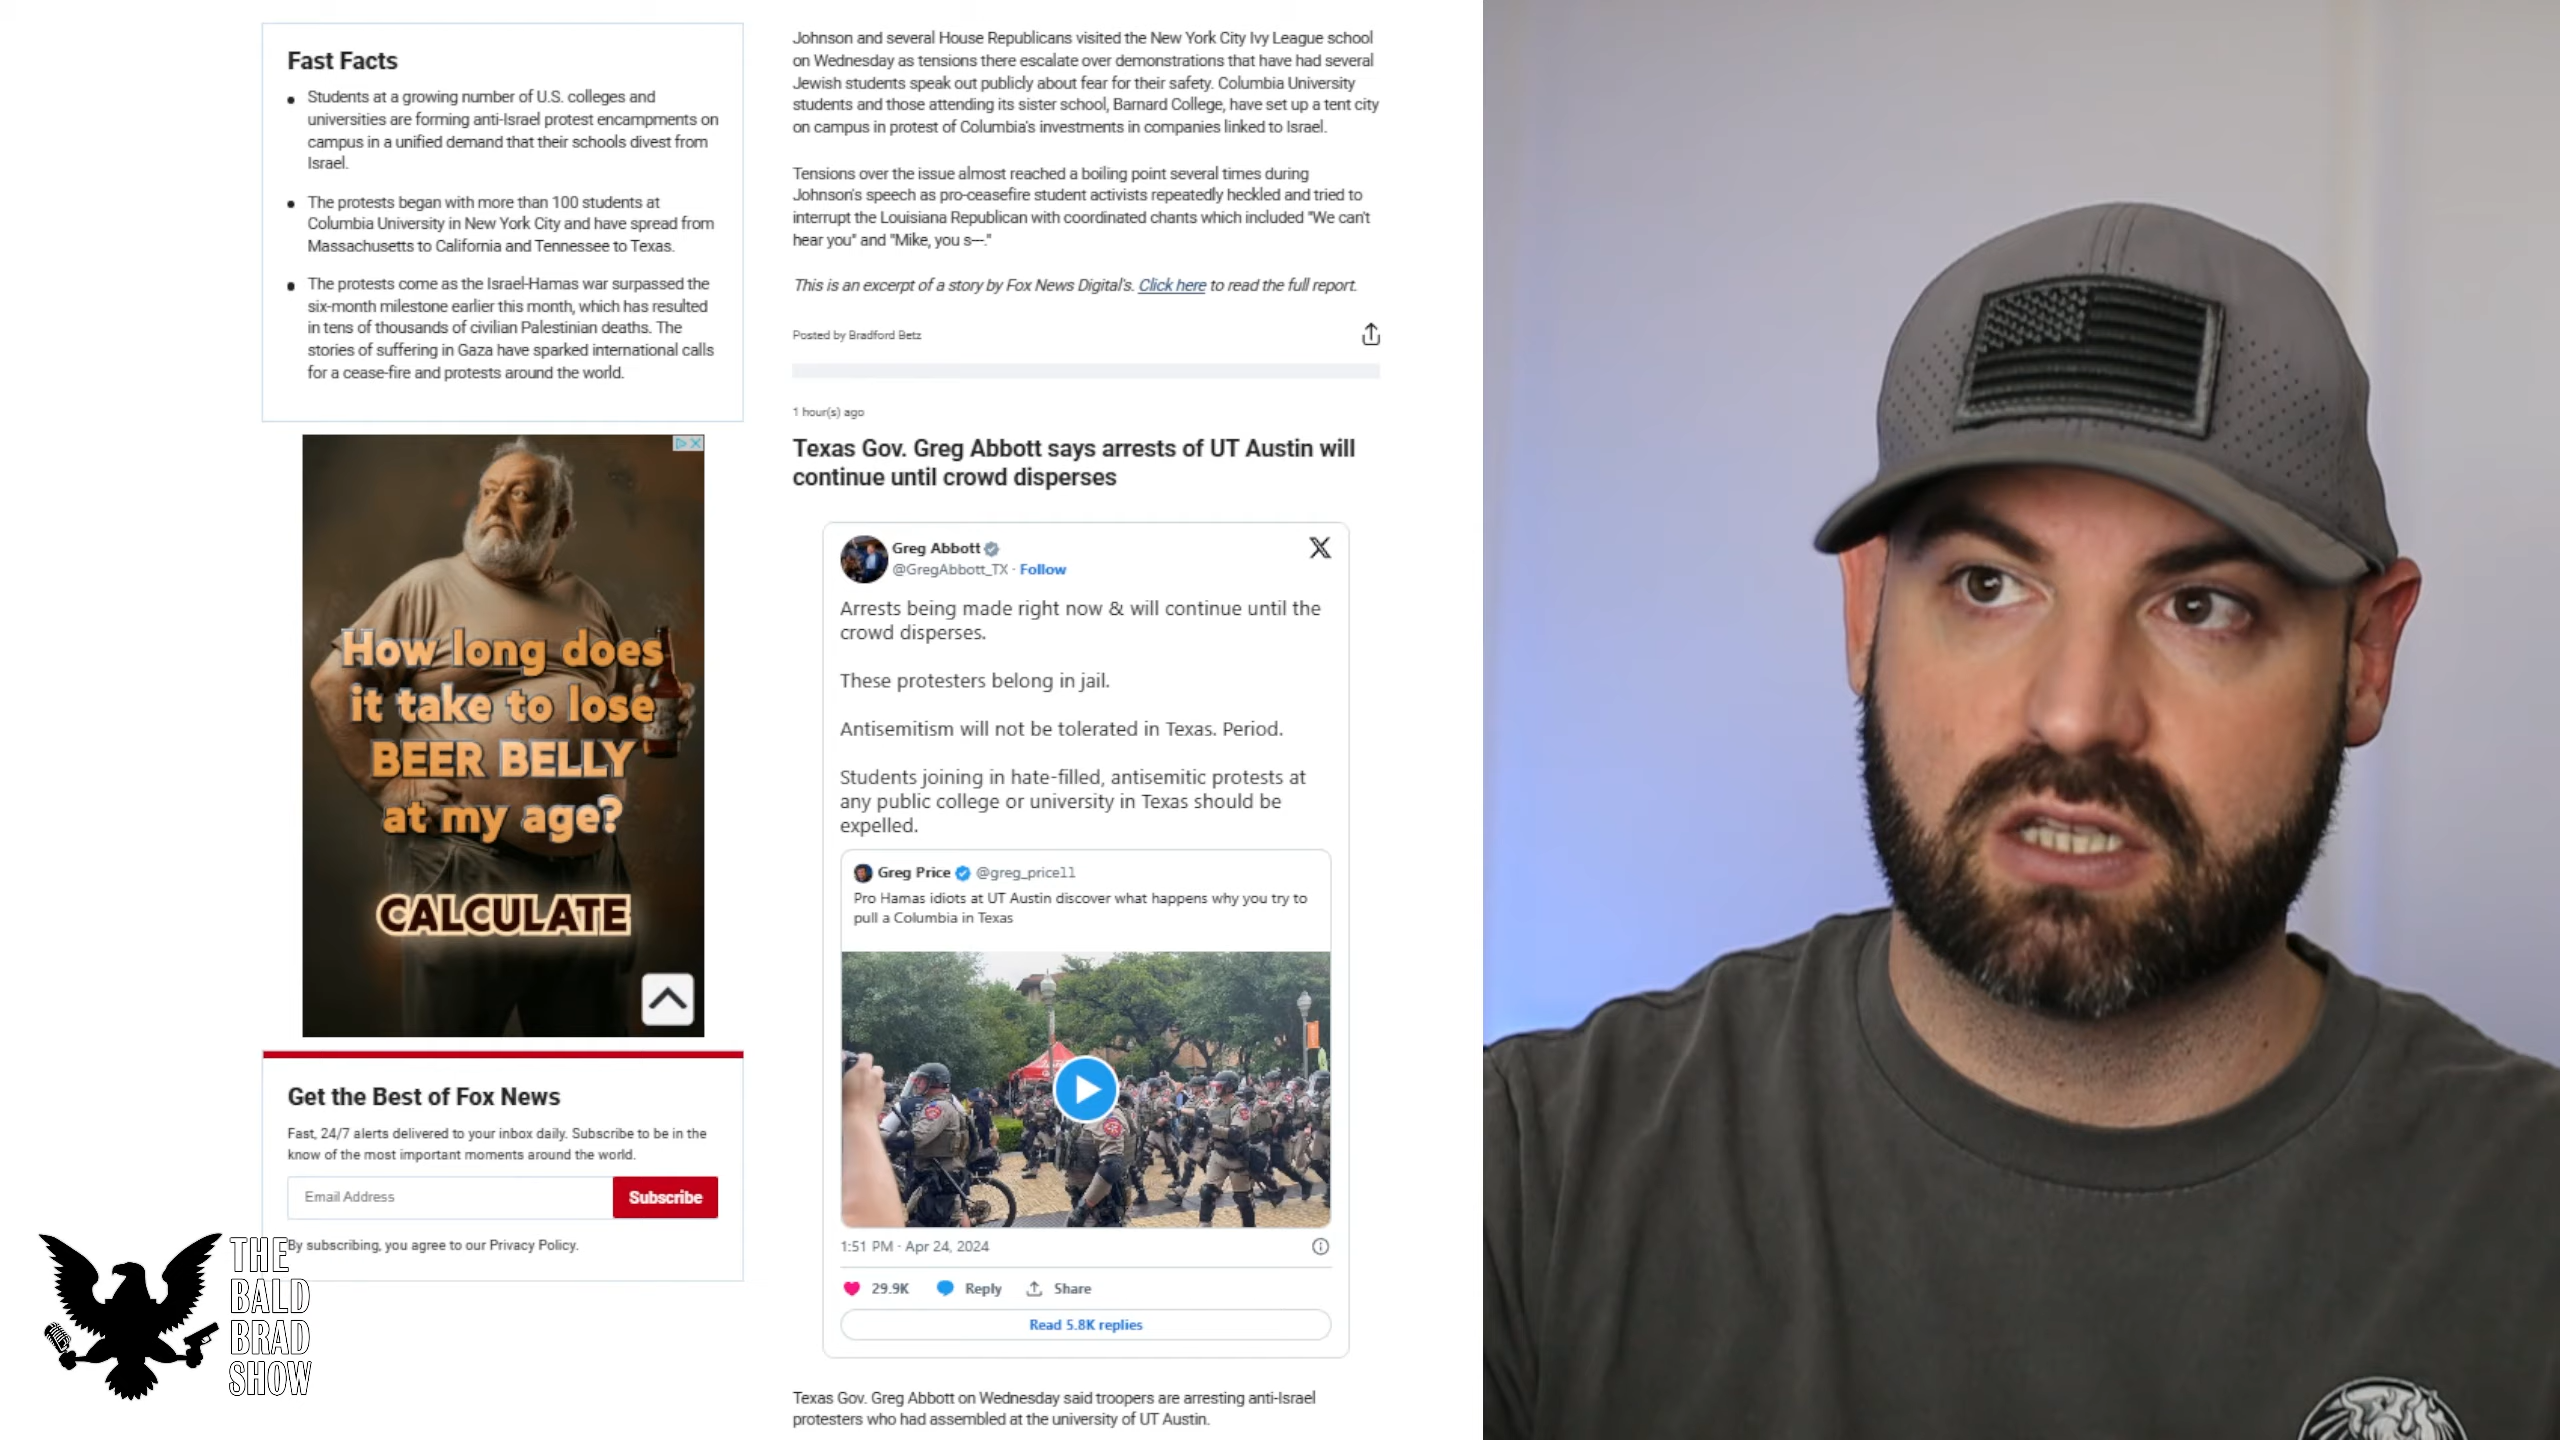 Fast Facts
Students at a growing number of U.S. colleges and
universities are forming anti-Israel protest encampments on
campus in a unified demand that their schools divest from
Israel.
The protests began with more than 100 students at
Columbia University in New York City and have spread from
Massachusetts to California and Tennessee to Texas.
The protests come as the Israel-Hamas war surpassed the
six-month milestone earlier this month, which has resulted
in tens of thousands of civilian Palestinian deaths. The
stories of suffering in Gaza have sparked international calls
for a cease-fire and protests around the world.
How long does
it take to lose
BEER BELLY
at my age?
CALCULATE
Get the Best of Fox News
Fast, 24/7 alerts delivered to your inbox daily. Subscribe to be in the
know of the most important moments around the world.
Email Address
Subscribe
By subscribing, you agree to our Privacy Policy.
THE
BALD
BRAD
SHOW
Johnson and several House Republicans visited the New York City Ivy League school
on Wednesday as tensions there escalate over demonstrations that have had several
Jewish students speak out publicly about fear for their safety. Columbia University
students and those attending its sister school, Barnard College, have set up a tent city
on campus in protest of Columbia's investments in companies linked to Israel.
Tensions over the issue almost reached a boiling point several times during
Johnson's speech as pro-ceasefire student activists repeatedly heckled and tried to
interrupt the Louisiana Republican with coordinated chants which included "We can't
hear you" and "Mike, you s---."
This is an excerpt of a story by Fox News Digital's. Click here to read the full report.
Posted by Bradford Betz
1 hour(s) ago
Texas Gov. Greg Abbott says arrests of UT Austin will
continue until crowd disperses
Greg Abbott
@GregAbbott_TX · Follow
Arrests being made right now & will continue until the
crowd disperses.
These protesters belong in jail.
Antisemitism will not be tolerated in Texas. Period.
Students joining in hate-filled, antisemitic protests at
any public college or university in Texas should be
expelled.
Greg Price @greg_price11
Pro Hamas idiots at UT Austin discover what happens why you try to
pull a Columbia in Texas
1:51 PM · Apr 24, 2024
29.9K Reply Share
Read 5.8K replies
Texas Gov. Greg Abbott on Wednesday said troopers are arresting anti-Israel
protesters who had assembled at the university of UT Austin.